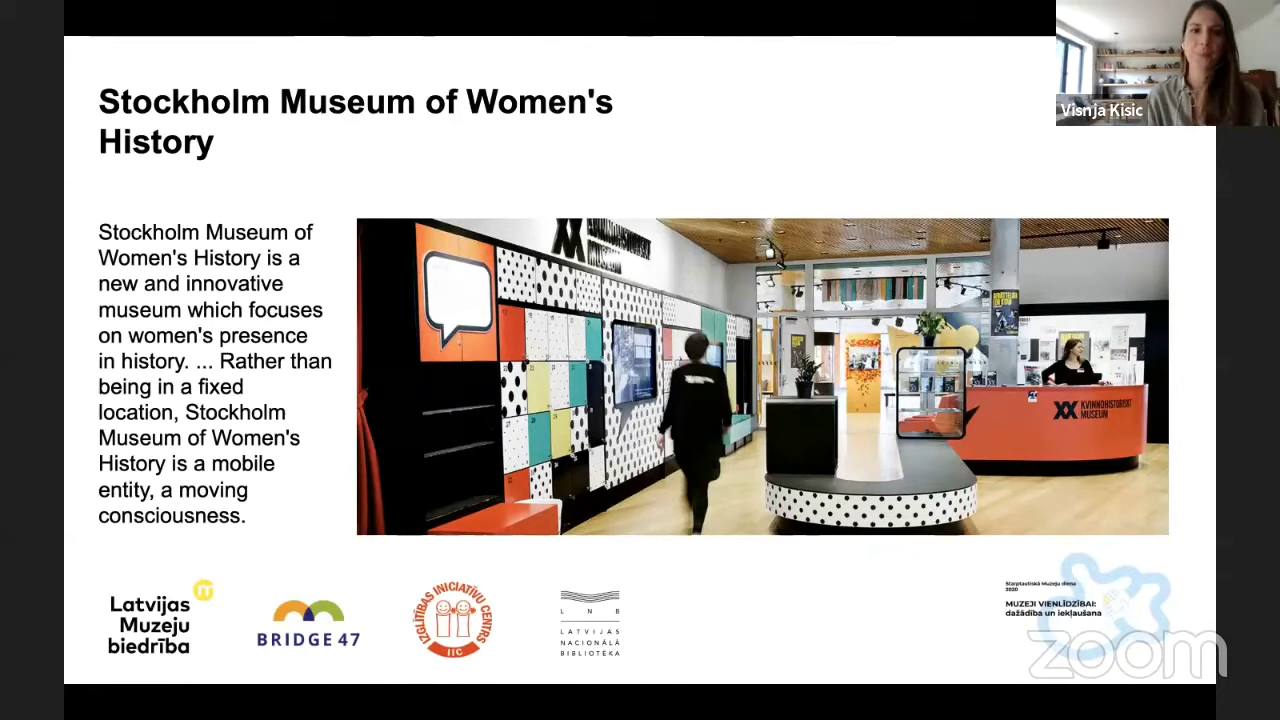 Visnja Kisic
Stockholm Museum of Women's
History
Stockholm Museum of
Women's History is a
new and innovative
museum which focuses
on women's presence
in history. ... Rather than
being in a fixed
location, Stockholm
Museum of Women's
History is a mobile
entity, a moving
consciousness.
KVINNOHISTORISKT
MUSEUM
KVINNOHISTORISKT
MUSEUM
Latvijas
Muzeju
biedrība
m
BRIDGE 47
IZGLĪTĪBAS INICIATĪVU CENTRS
IIC
L N B
LATVIJAS
NACIONĀLĀ
BIBLIOTĒKA
Starptautiskā Muzeju diena
2020
MUZEJI VIENLĪDZĪBAI:
dažādība un iekļaušana
zoom